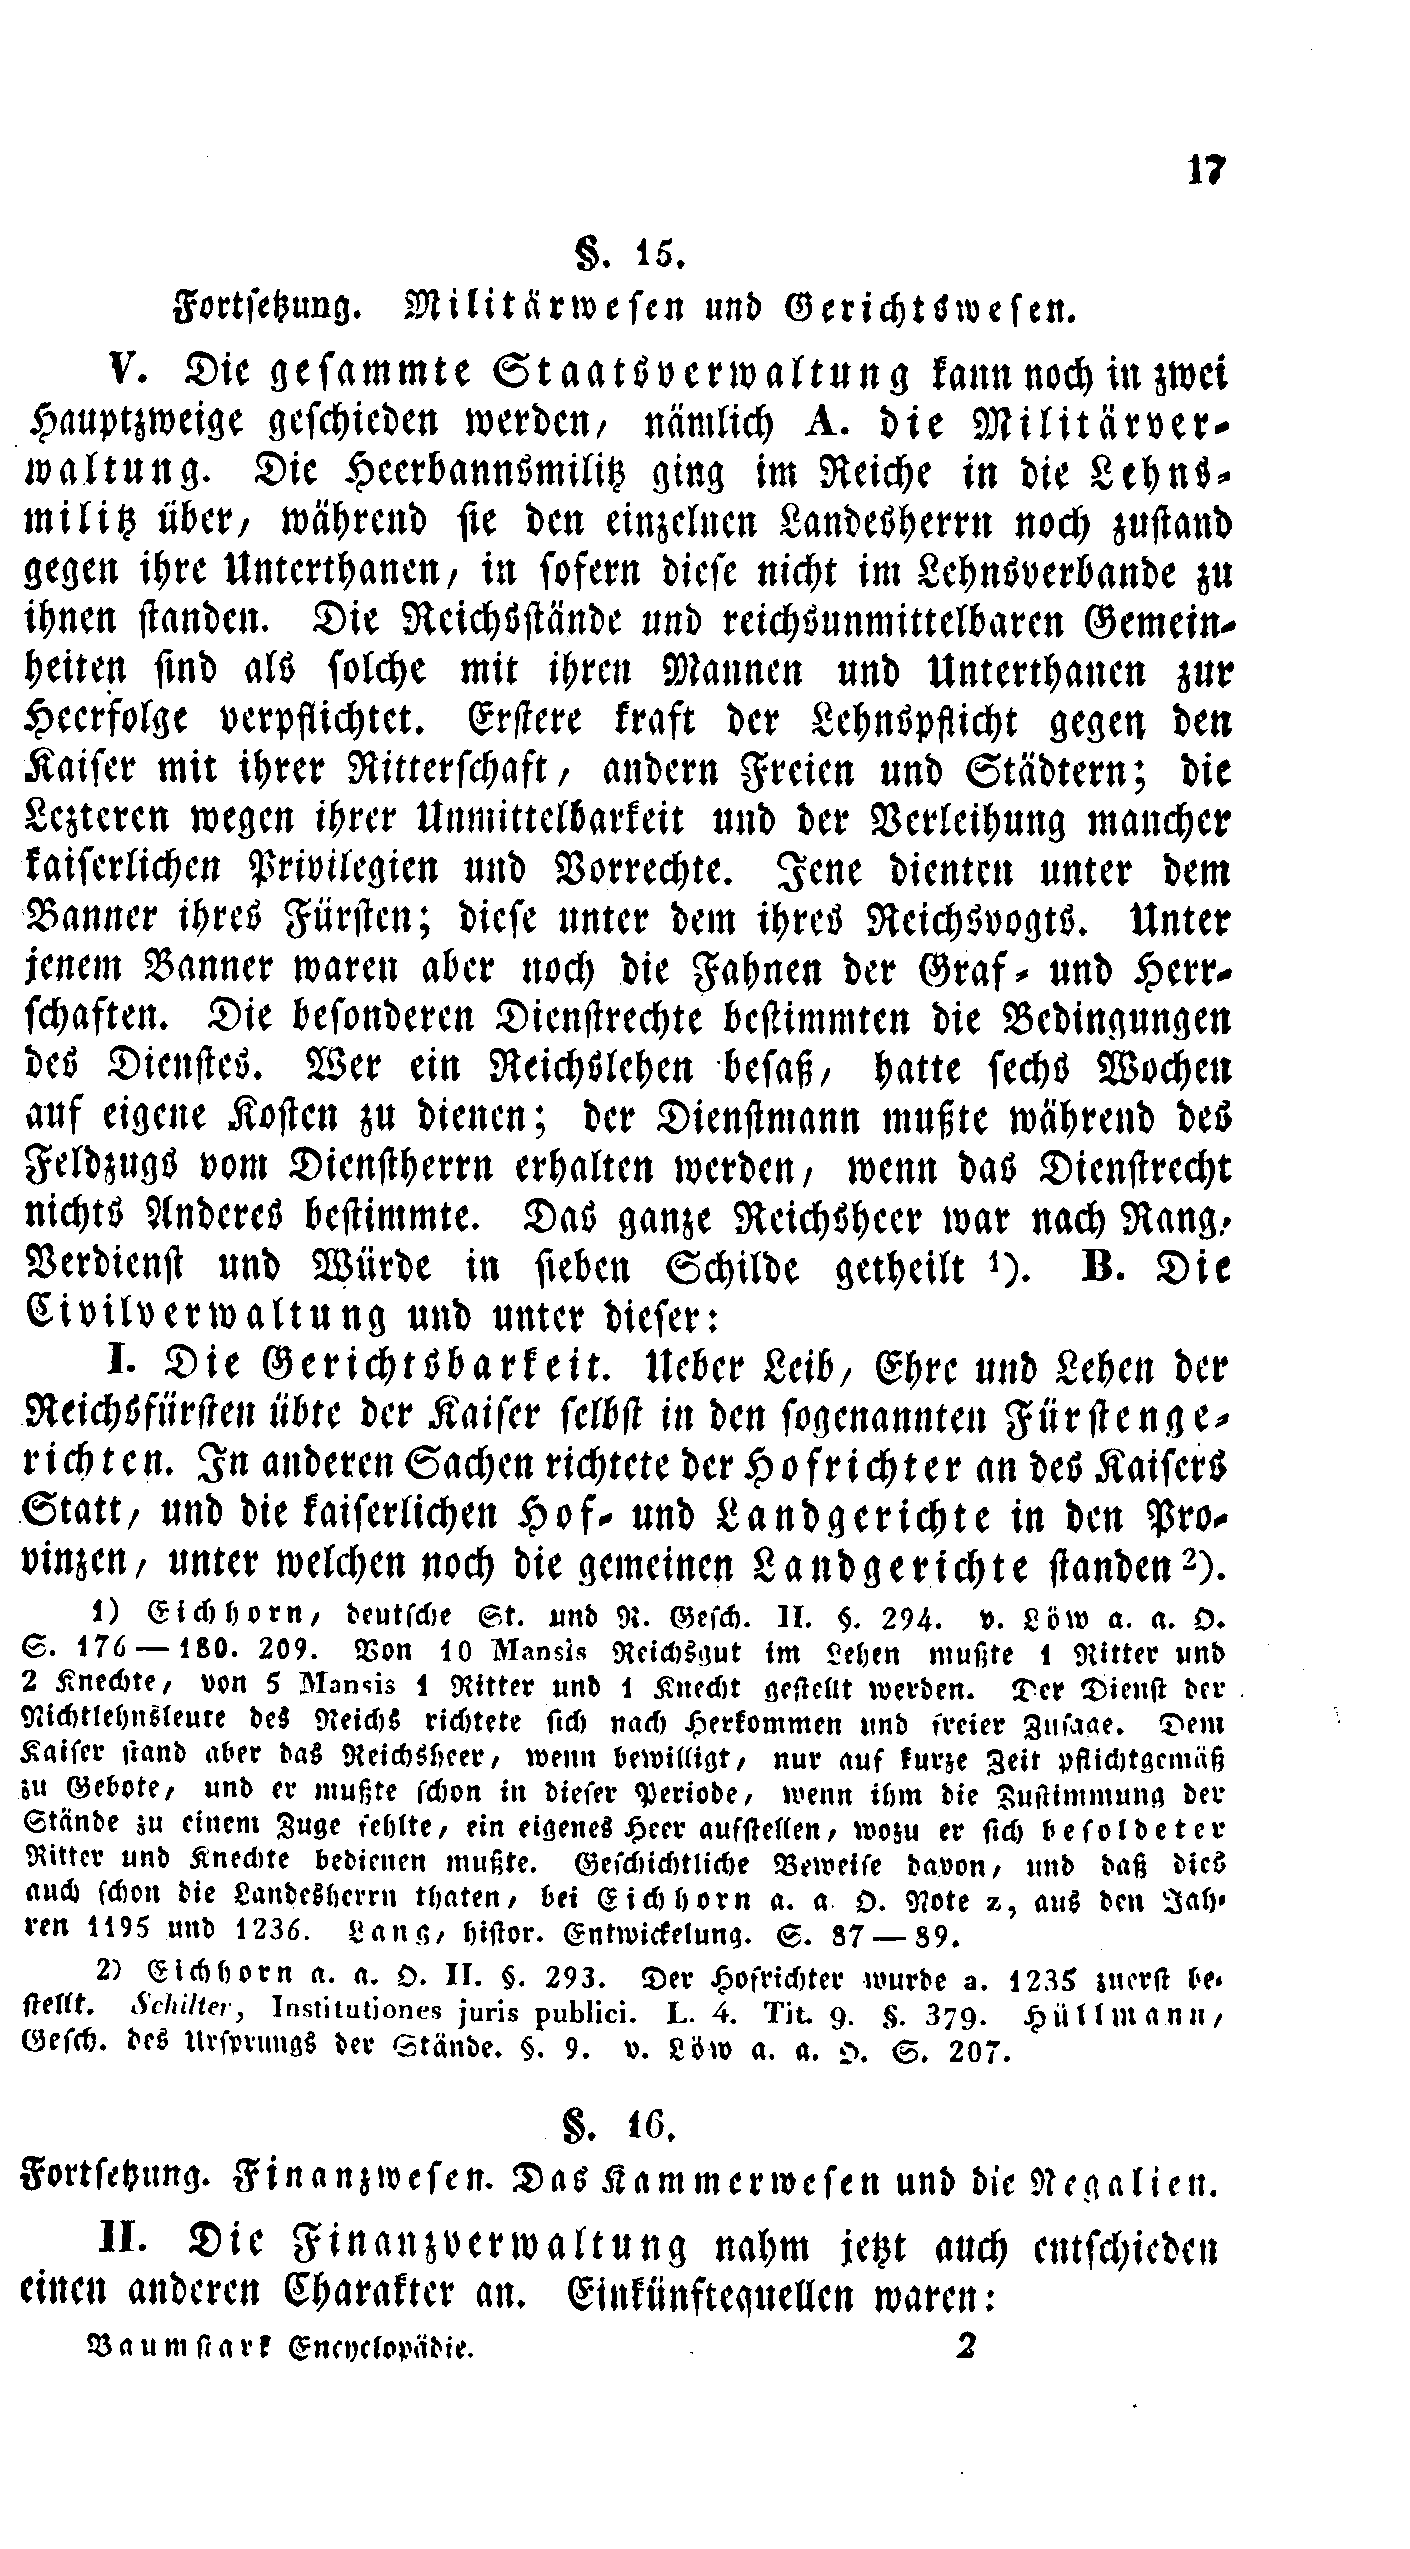 17
§. 15.
Fortsetzung. Militärwesen und Gerichtswesen.
V. Die gesammte Staatsverwaltung kann noch in zwei
Hauptzweige geschieden werden, nämlich A. die Militärver-
waltung. Die Heerbannsmilitz ging im Reiche in die Lehns-
militz über, während sie den einzelnen Landesherrn noch zustand
gegen ihre Unterthanen, in sofern diese nicht im Lehnsverbande zu
ihnen standen. Die Reichsstände und reichsunmittelbaren Gemein-
heiten sind als solche mit ihren Mannen und Unterthanen zur
Heerfolge verpflichtet. Erstere kraft der Lehnspflicht gegen den
Kaiser mit ihrer Ritterschaft, andern Freien und Städtern; die
Lezteren wegen ihrer Unmittelbarkeit und der Verleihung mancher
kaiserlichen Privilegien und Vorrechte. Jene dienten unter dem
Banner ihres Fürsten; diese unter dem ihres Reichsvogts. Unter
jenem Banner waren aber noch die Fahnen der Graf- und Herr-
schaften. Die besonderen Dienstrechte bestimmten die Bedingungen
des Dienstes. Wer ein Reichslehen besaß, hatte sechs Wochen
auf eigene Kosten zu dienen; der Dienstmann mußte während des
Feldzugs vom Dienstherrn erhalten werden, wenn das Dienstrecht
nichts Anderes bestimmte. Das ganze Reichsheer war nach Rang,
Verdienst und Würde in sieben Schilde getheilt 1). B. Die
Civilverwaltung und unter dieser:
I. Die Gerichtsbarkeit. Ueber Leib, Ehre und Lehen der
Reichsfürsten übte der Kaiser selbst in den sogenannten Fürstenge-
richten. In anderen Sachen richtete der Hofrichter an des Kaisers
Statt, und die kaiserlichen Hof- und Landgerichte in den Pro-
vinzen, unter welchen noch die gemeinen Landgerichte standen 2).
1) Eichhorn, deutsche St. und R. Gesch. II. §. 294. v. Löw a. a. O.
S. 176—180. 209. Von 10 Mansis Reichsgut im Lehen mußte 1 Ritter und
2 Knechte, von 5 Mansis 1 Ritter und 1 Knecht gestellt werden. Der Dienst der
Nichtlehnsleute des Reichs richtete sich nach Herkommen und freier Zusage. Dem
Kaiser stand aber das Reichsheer, wenn bewilligt, nur auf kurze Zeit pflichtgemäß
zu Gebote, und er mußte schon in dieser Periode, wenn ihm die Zustimmung der
Stände zu einem Zuge fehlte, ein eigenes Heer aufstellen, wozu er sich besoldeter
Ritter und Knechte bedienen mußte. Geschichtliche Beweise davon, und daß dies
auch schon die Landesherrn thaten, bei Eichhorn a. a. O. Note z, aus den Jah-
ren 1195 und 1236. Lang, histor. Entwickelung. S. 87—89.
2) Eichhorn a. a. O. II. §. 293. Der Hofrichter wurde a. 1235 zuerst be-
stellt. Schilter, Institutiones juris publici. L. 4. Tit. 9. §. 379. Hüllmann,
Gesch. des Ursprungs der Stände. §. 9. v. Löw a. a. O. S. 207.
§. 16.
Fortsetzung. Finanzwesen. Das Kammerwesen und die Regalien.
II. Die Finanzverwaltung nahm jetzt auch entschieden
einen anderen Charakter an. Einkünftequellen waren:
Baumstark Encyclopädie. 2